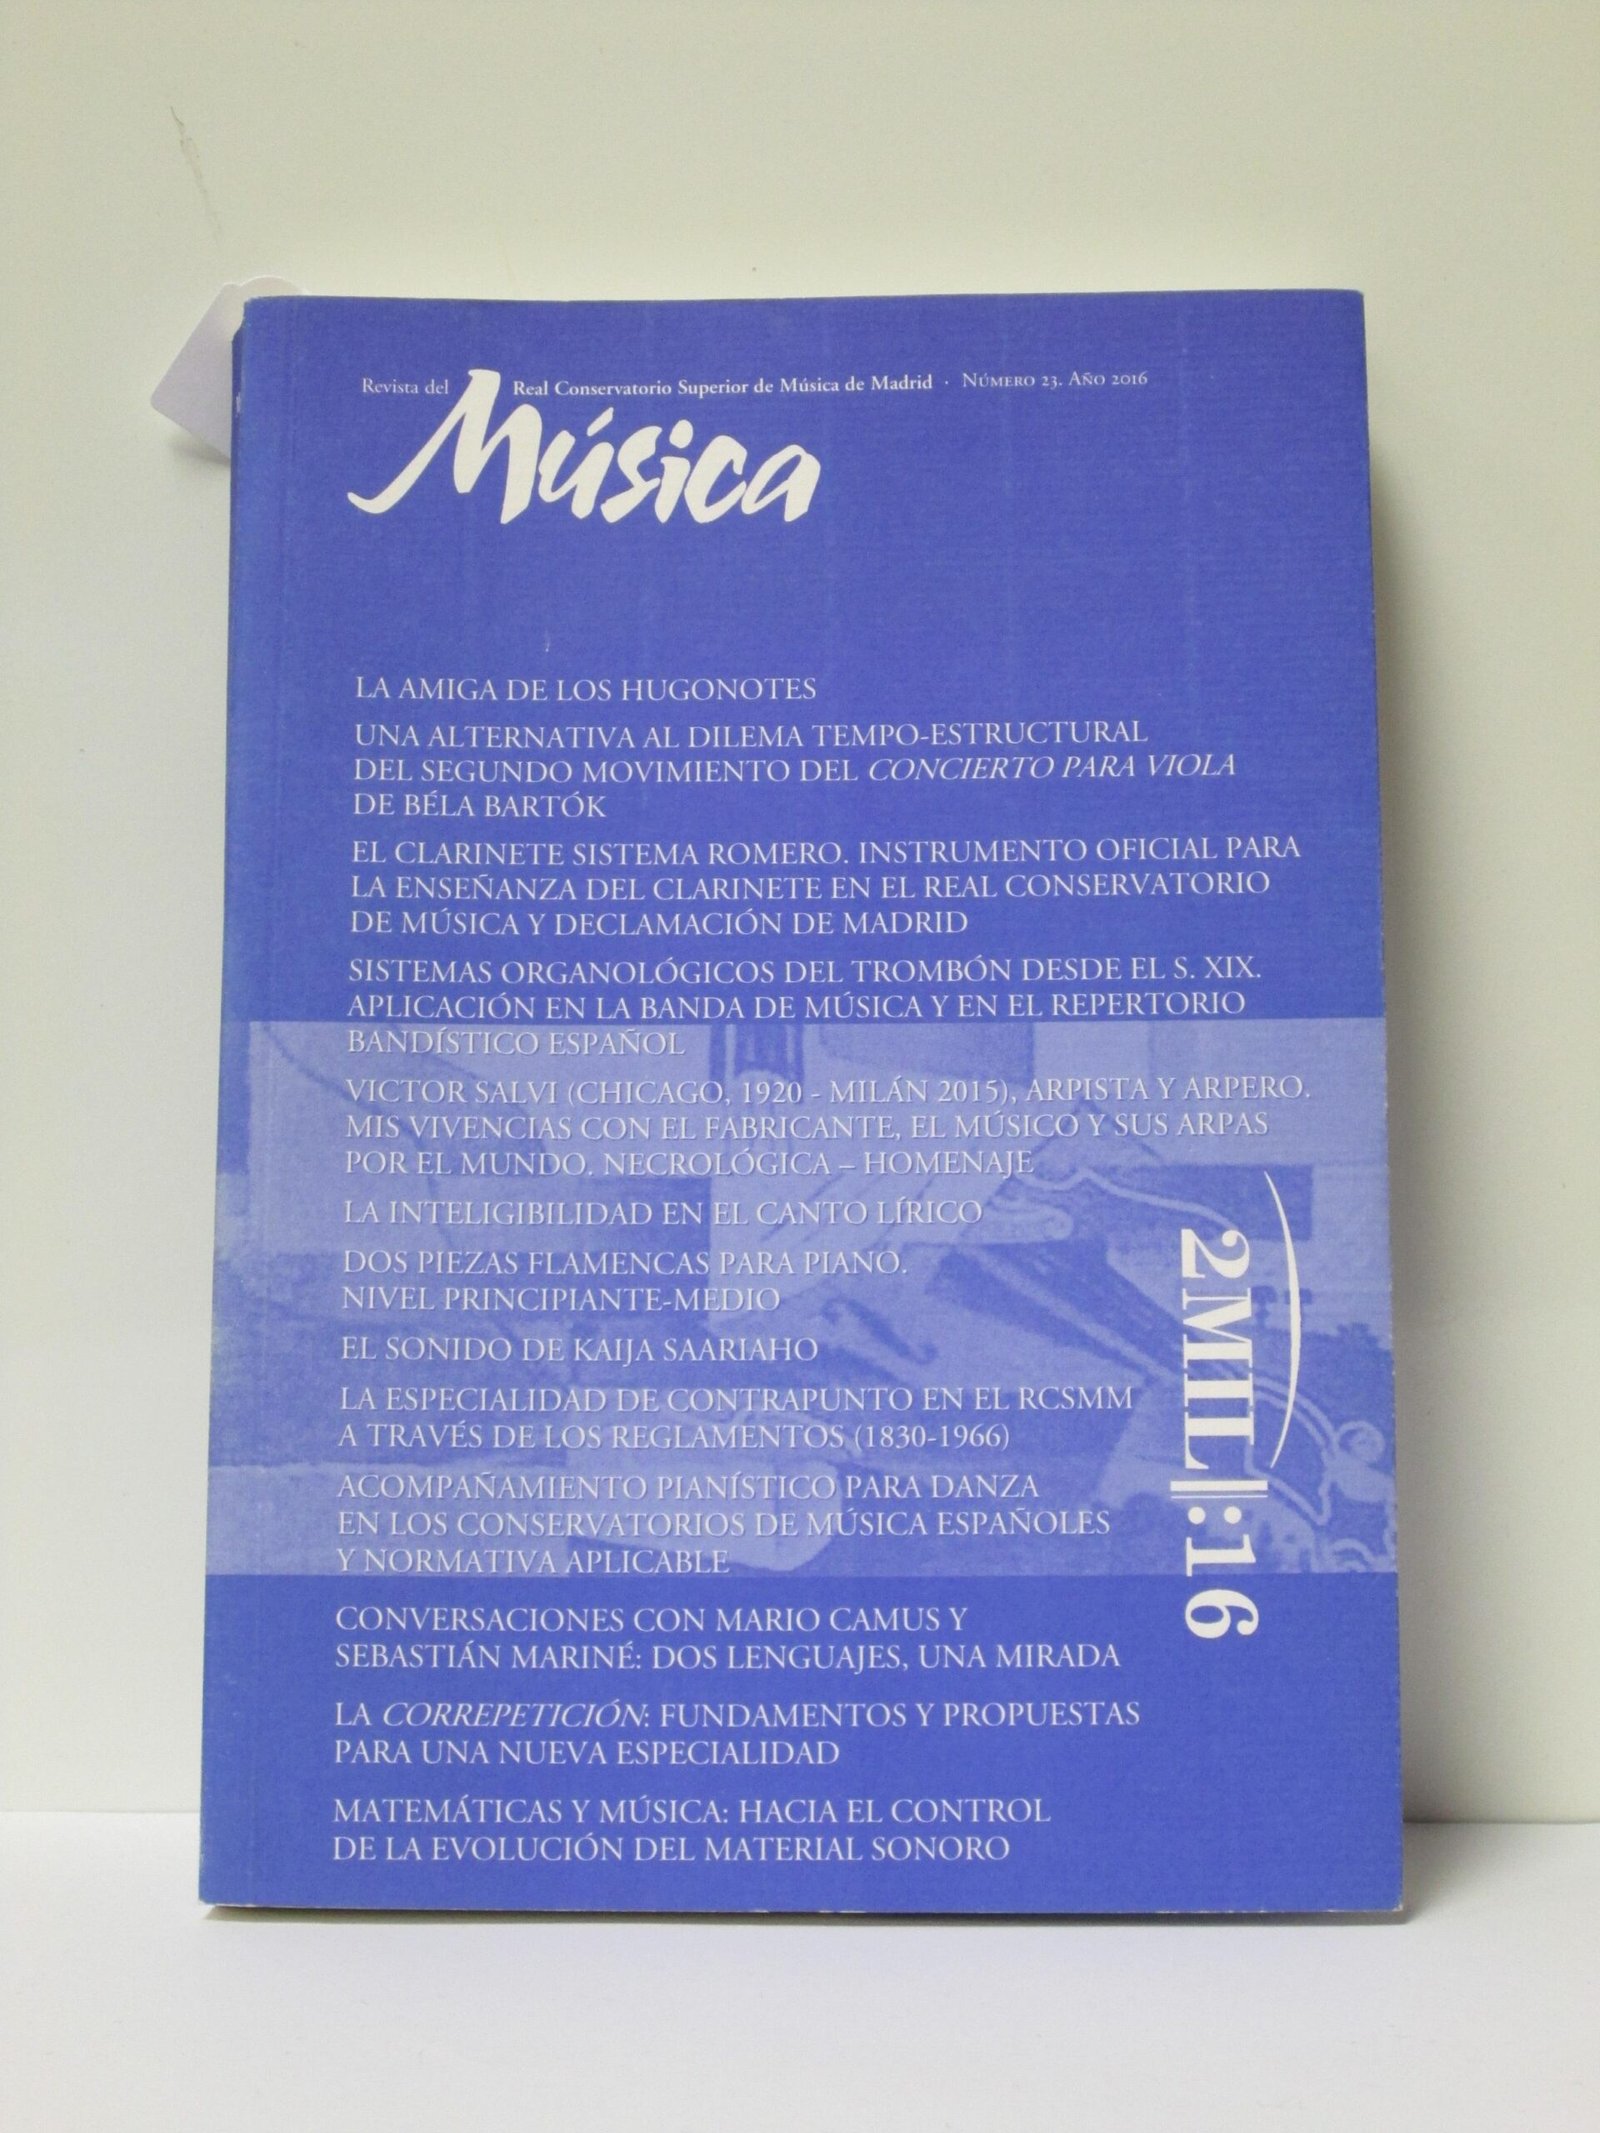 Revista del Real Conservatorio Superior de Música de Madrid · Número 23. Año 2016
Música
LA AMIGA DE LOS HUGONOTES
UNA ALTERNATIVA AL DILEMA TEMPO-ESTRUCTURAL
DEL SEGUNDO MOVIMIENTO DEL CONCIERTO PARA VIOLA
DE BÉLA BARTÓK
EL CLARINETE SISTEMA ROMERO. INSTRUMENTO OFICIAL PARA
LA ENSEÑANZA DEL CLARINETE EN EL REAL CONSERVATORIO
DE MÚSICA Y DECLAMACIÓN DE MADRID
SISTEMAS ORGANOLÓGICOS DEL TROMBÓN DESDE EL S. XIX.
APLICACIÓN EN LA BANDA DE MÚSICA Y EN EL REPERTORIO
BANDÍSTICO ESPAÑOL
VICTOR SALVI (CHICAGO, 1920 - MILÁN 2015), ARPISTA Y ARPERO.
MIS VIVENCIAS CON EL FABRICANTE, EL MÚSICO Y SUS ARPAS
POR EL MUNDO. NECROLÓGICA – HOMENAJE
LA INTELIGIBILIDAD EN EL CANTO LÍRICO
DOS PIEZAS FLAMENCAS PARA PIANO.
NIVEL PRINCIPIANTE-MEDIO
EL SONIDO DE KAIJA SAARIAHO
LA ESPECIALIDAD DE CONTRAPUNTO EN EL RCSMM
A TRAVÉS DE LOS REGLAMENTOS (1830-1966)
ACOMPAÑAMIENTO PIANÍSTICO PARA DANZA
EN LOS CONSERVATORIOS DE MÚSICA ESPAÑOLES
Y NORMATIVA APLICABLE
CONVERSACIONES CON MARIO CAMUS Y
SEBASTIÁN MARINÉ: DOS LENGUAJES, UNA MIRADA
LA CORREPETICIÓN: FUNDAMENTOS Y PROPUESTAS
PARA UNA NUEVA ESPECIALIDAD
MATEMÁTICAS Y MÚSICA: HACIA EL CONTROL
DE LA EVOLUCIÓN DEL MATERIAL SONORO
2MIL||:16